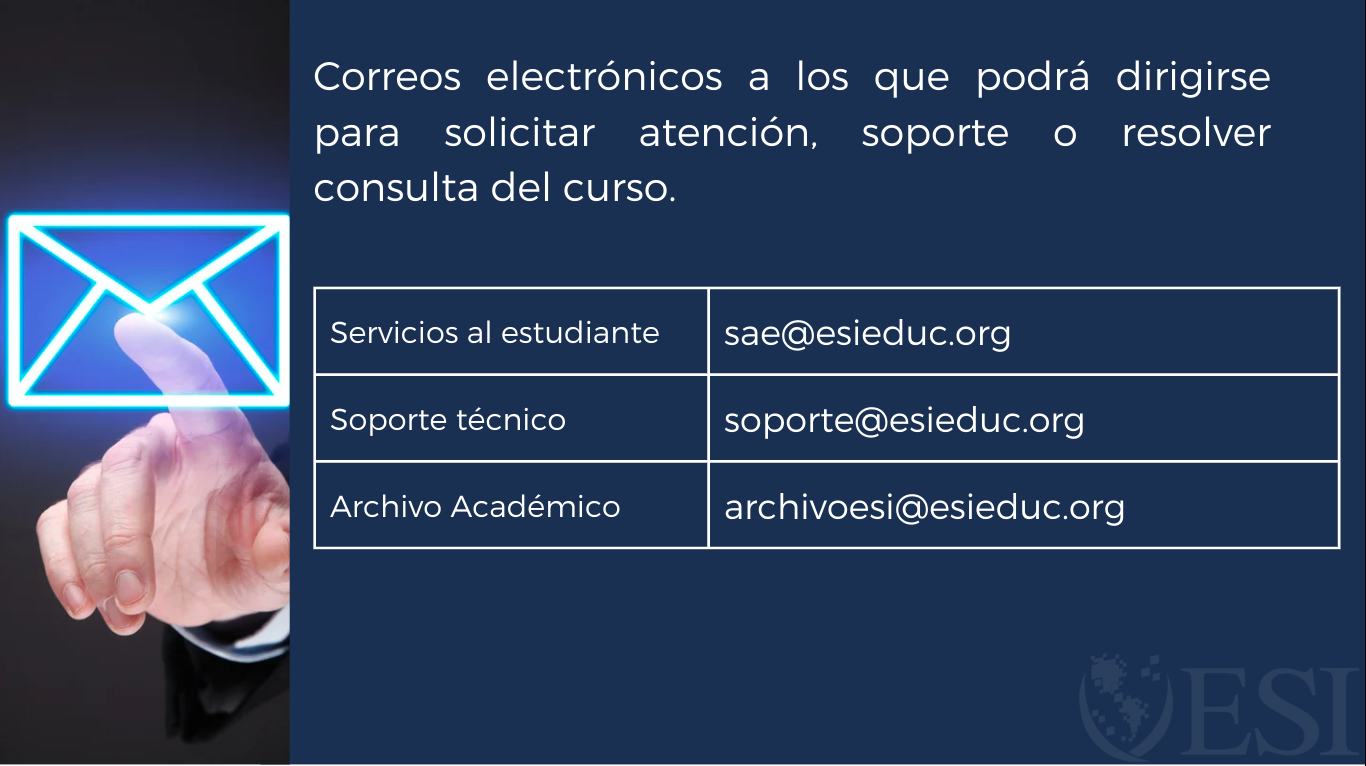 Correos electrónicos a los que podrá dirigirse
para solicitar atención, soporte o resolver
consulta del curso.
Servicios al estudiante sae@esieduc.org
Soporte técnico soporte@esieduc.org
Archivo Académico archivoesi@esieduc.org
ESI